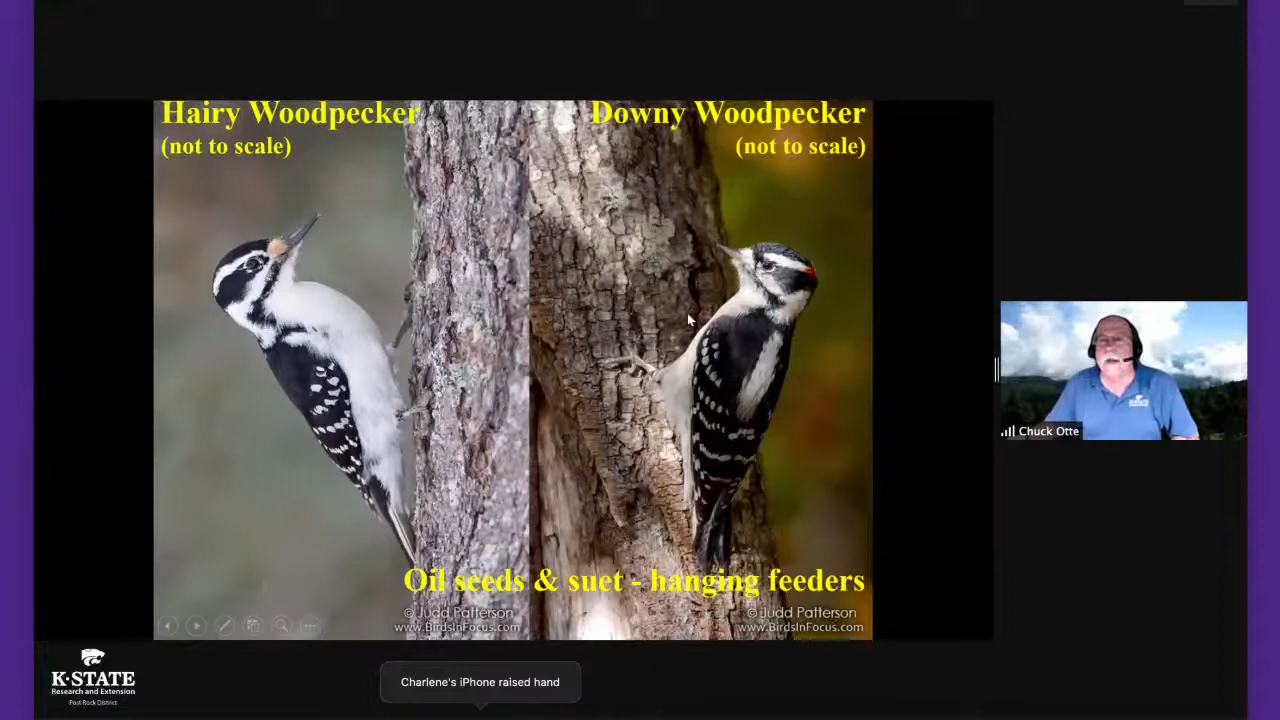 Hairy Woodpecker
(not to scale)
Downy Woodpecker
(not to scale)
Oil seeds & suet - hanging feeders
© Judd Patterson
www.BirdsInFocus.com
© Judd Patterson
www.BirdsInFocus.com
K-STATE
Chuck Otte
K-STATE
Research and Extension
Post Rock District
Charlene's iPhone raised hand